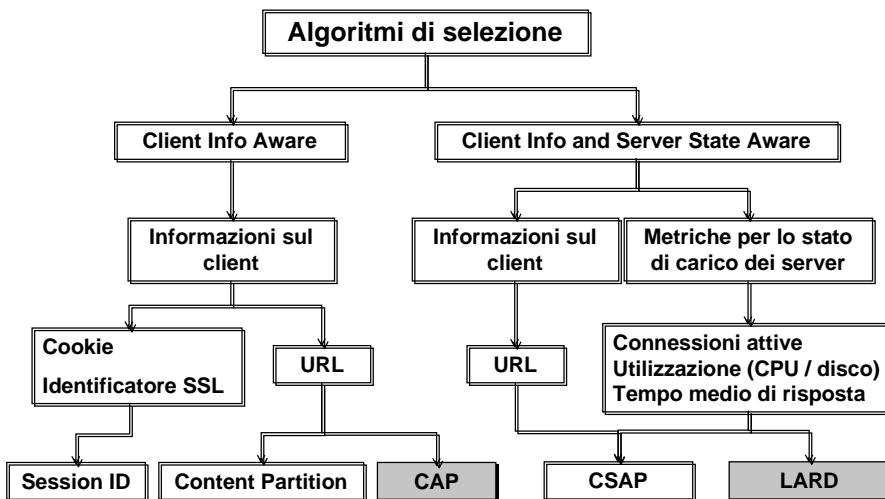 Algoritmi di selezione
Client Info Aware
Client Info and Server State Aware
Informazioni sul
client
Informazioni sul
client
Metriche per lo stato
di carico dei server
Cookie
Identificatore SSL
URL
URL
Connessioni attive
Utilizzazione (CPU / disco)
Tempo medio di risposta
Session ID
Content Partition
CAP
CSAP
LARD